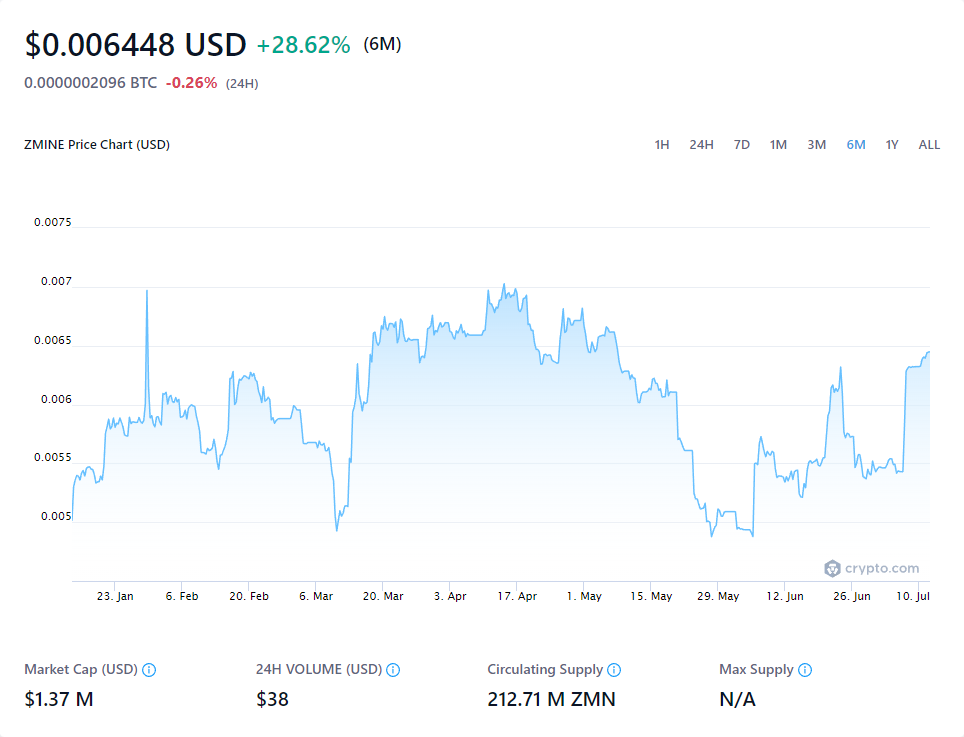 $0.006448 USD +28.62% (6M)
0.0000002096 BTC -0.26% (24H)
ZMINE Price Chart (USD) 1H 24H 7D 1M 3M 6M 1Y ALL
0.0075
0.007
0.0065
0.006
0.0055
0.005
crypto.com
23. Jan 6. Feb 20. Feb 6. Mar 20. Mar 3. Apr 17. Apr 1. May 15. May 29. May 12. Jun 26. Jun 10. Jul
Market Cap (USD) 24H VOLUME (USD) Circulating Supply Max Supply
$1.37 M $38 212.71 M ZMN N/A